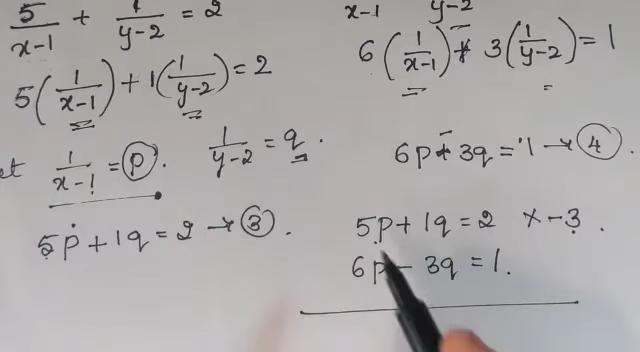 5/(x-1) + 1/(y-2) = 2
5(1/(x-1)) + 1(1/(y-2)) = 2
1/(x-1) = p. 1/(y-2) = q.
5p + 1q = 2 → ③.
x-1 y-2
6(1/(x-1)) - 3(1/(y-2)) = 1
6p - 3q = 1 → ④.
5p + 1q = 2 × -3.
6p - 3q = 1.